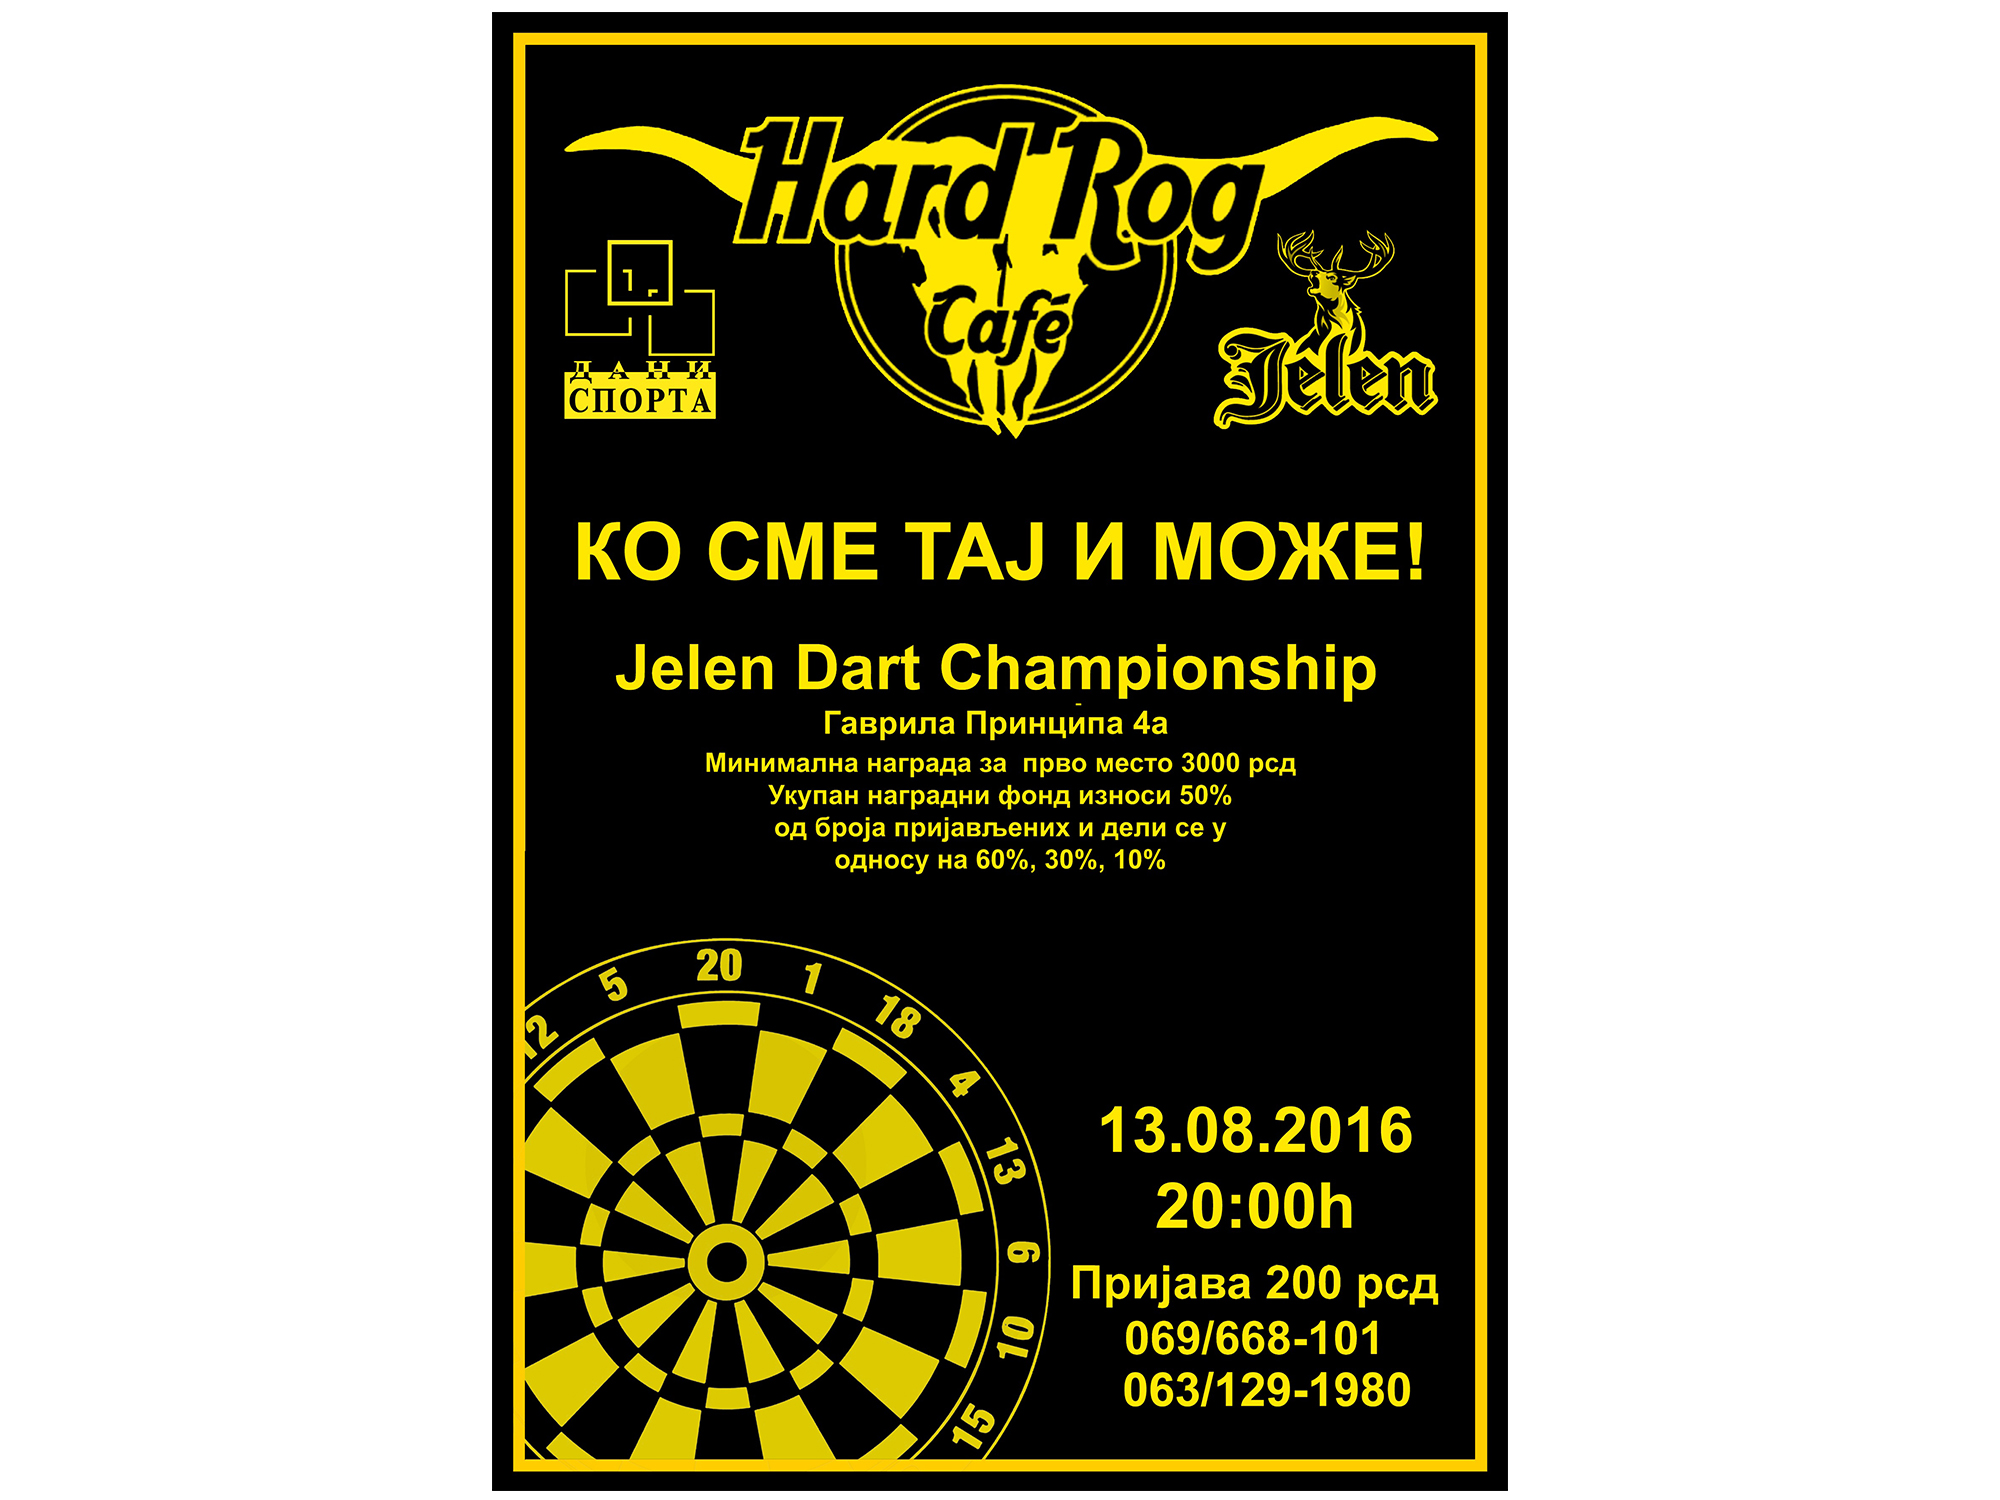 Hard Rog
Café
1.
ДАНИ
СПОРТА
Jelen
КО СМЕ ТАЈ И МОЖЕ!
Jelen Dart Championship
Гаврила Принципа 4а
Минимална награда за прво место 3000 рсд
Укупан наградни фонд износи 50%
од броја пријављених и дели се у
односу на 60%, 30%, 10%
12
5
20
1
18
4
13
9
10
15
13.08.2016
20:00h
Пријава 200 рсд
069/668-101
063/129-1980